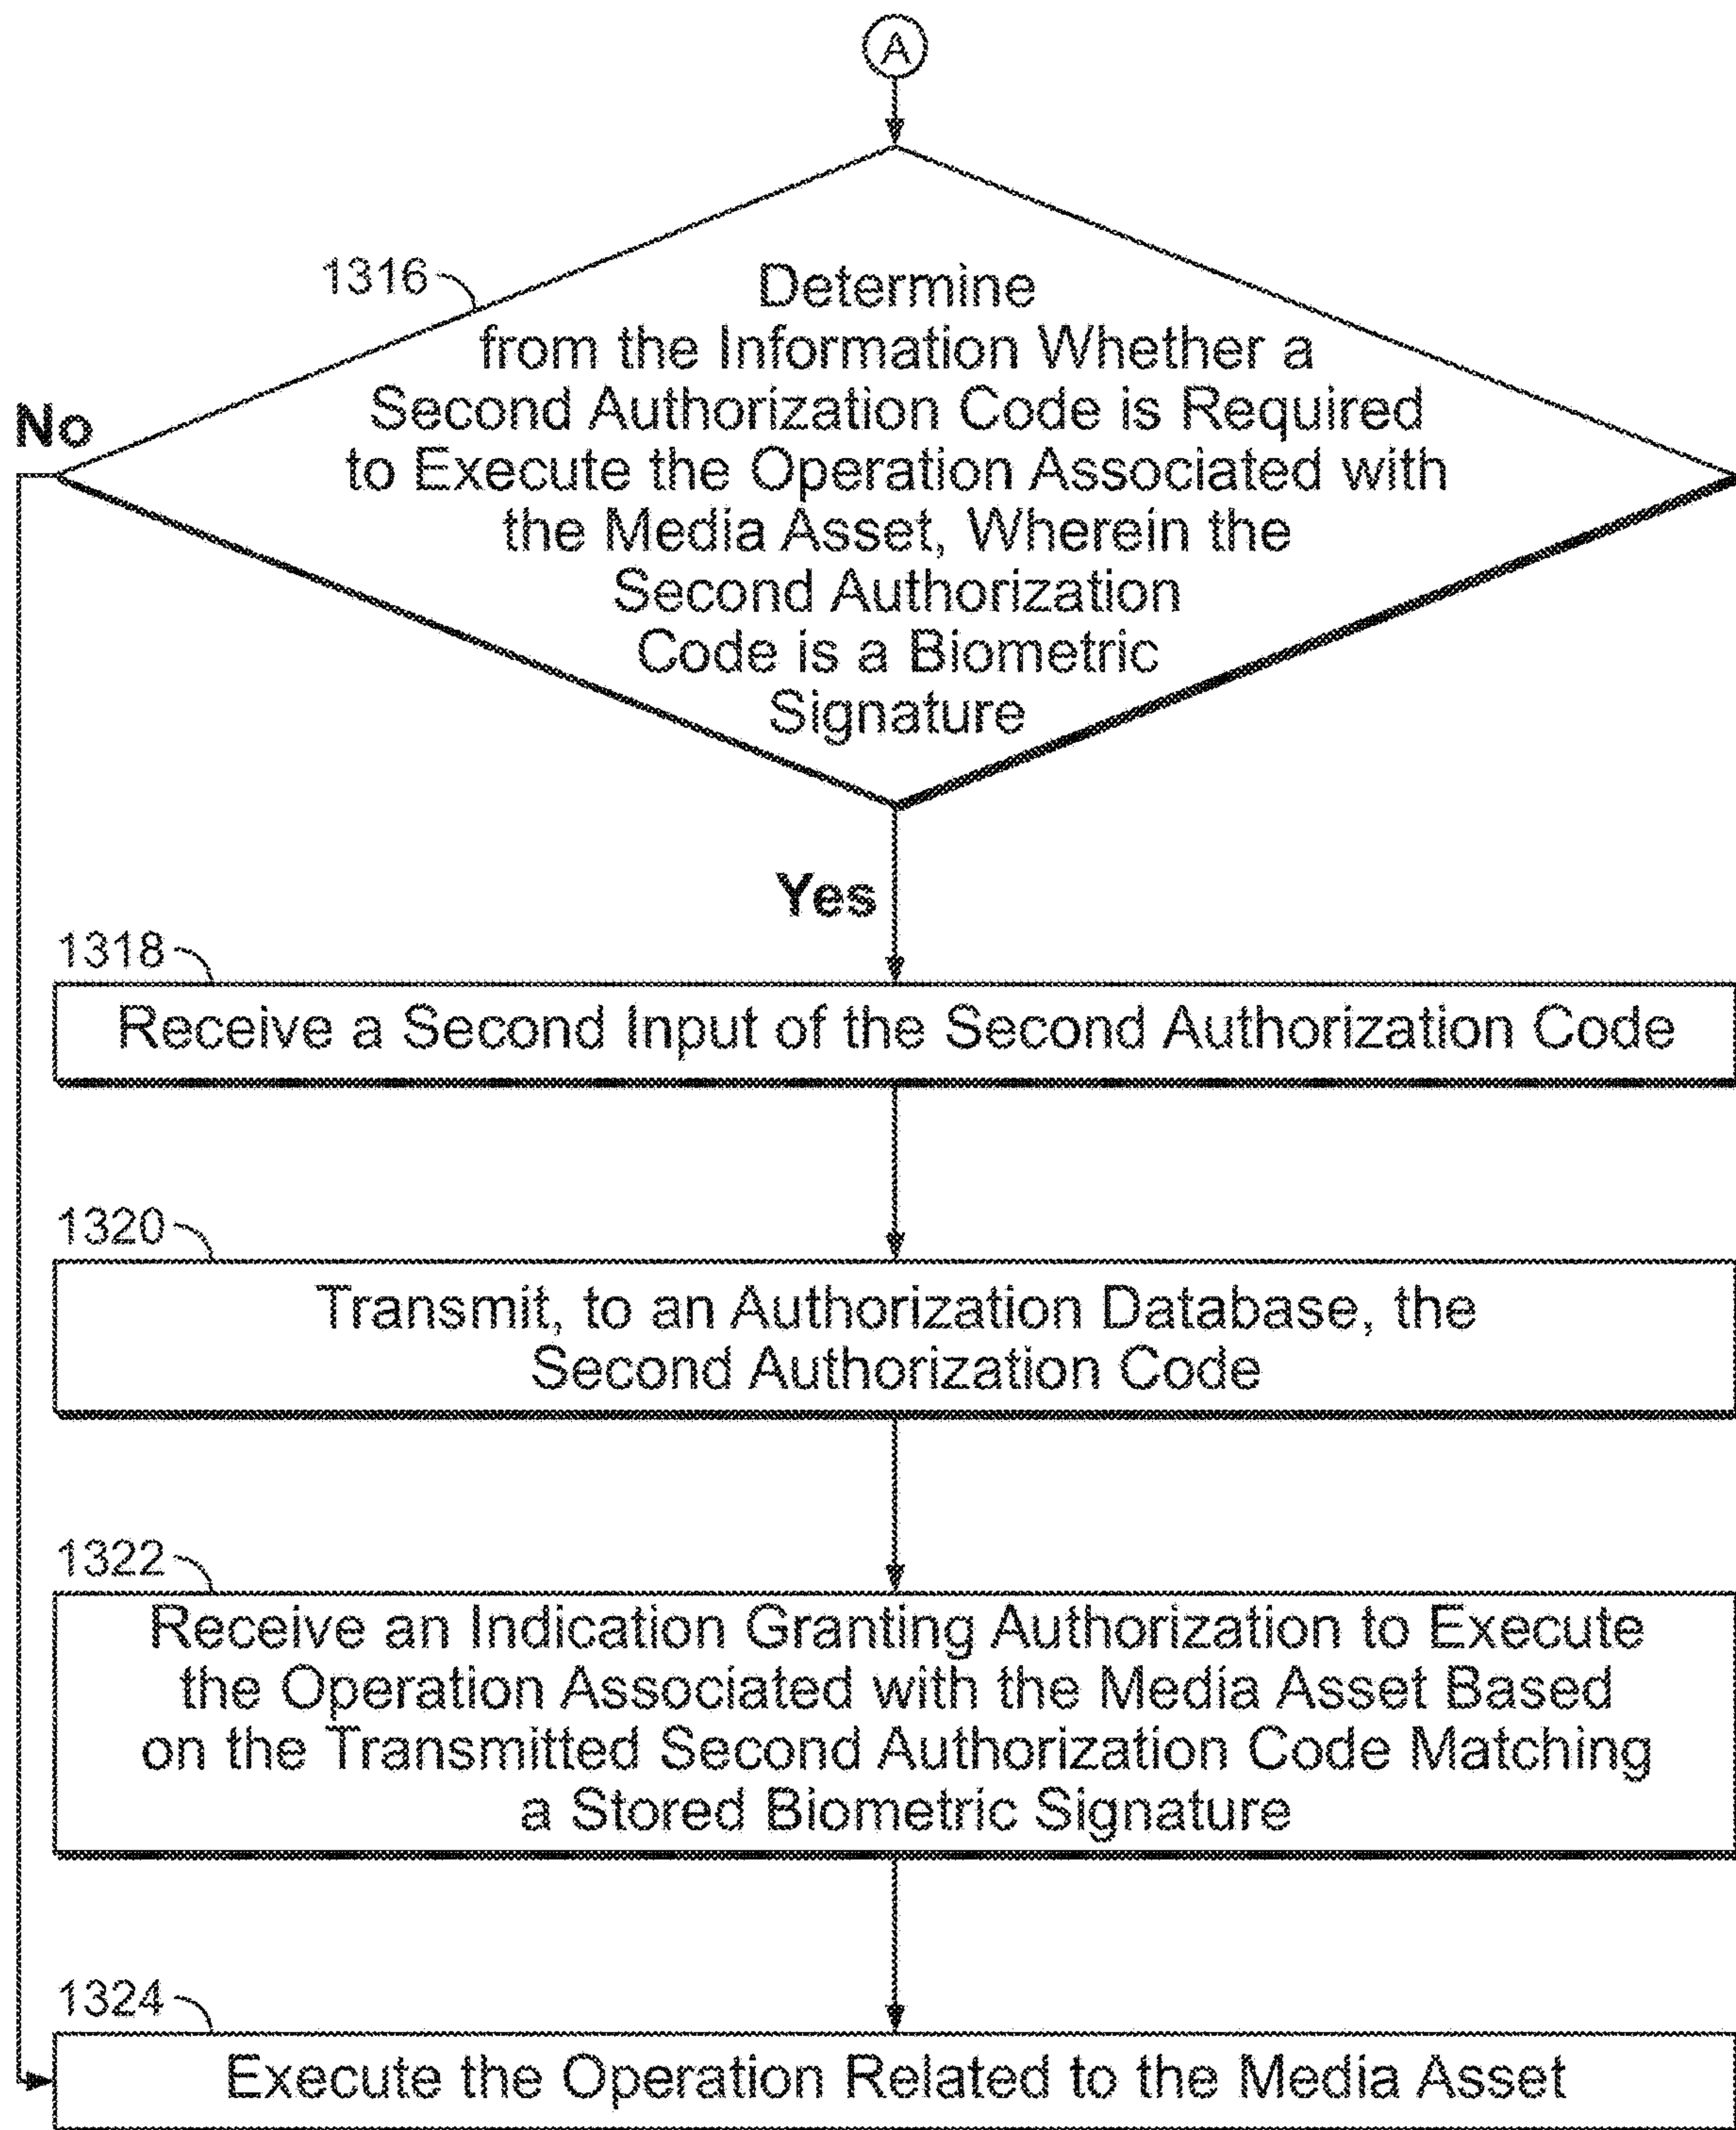 A
1316
Determine
from the Information Whether a
Second Authorization Code is Required
to Execute the Operation Associated with
the Media Asset, Wherein the
Second Authorization
Code is a Biometric
Signature
No
Yes
1318
Receive a Second Input of the Second Authorization Code
1320
Transmit, to an Authorization Database, the
Second Authorization Code
1322
Receive an Indication Granting Authorization to Execute
the Operation Associated with the Media Asset Based
on the Transmitted Second Authorization Code Matching
a Stored Biometric Signature
1324
Execute the Operation Related to the Media Asset